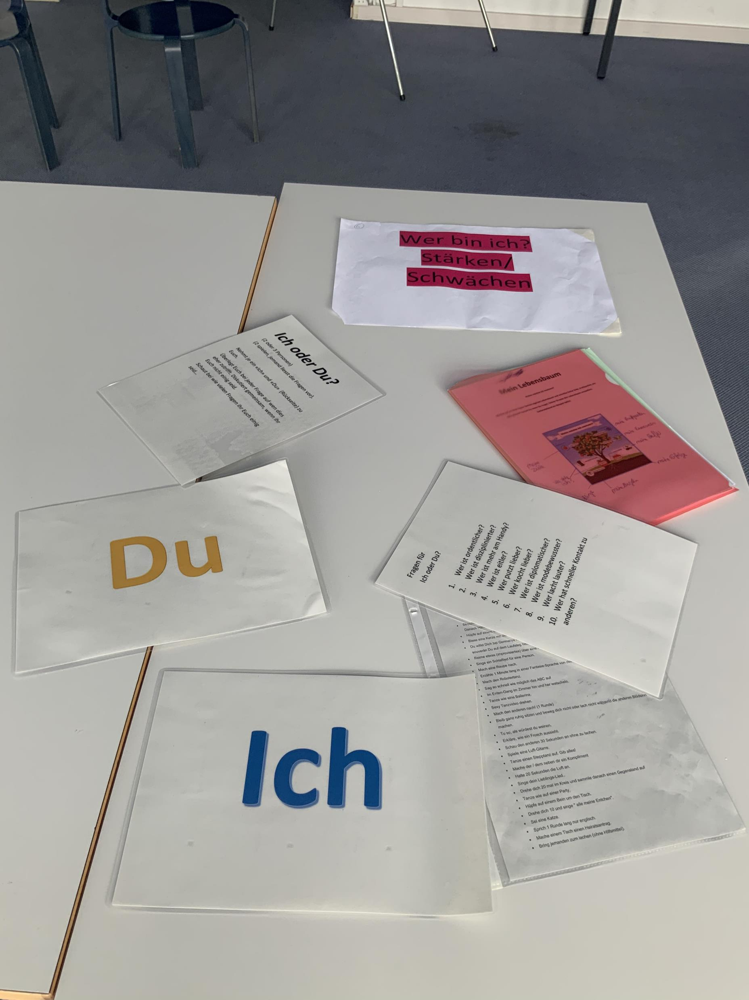 Wer bin ich?
Stärken/
Schwächen
Ich oder Du?
(2 oder 3 Personen)
(2 spielen, jemand liesst die Fragen vor).
Nehmt je ein «Ich» und «Du» (Rückseite) zu
Euch.
Überlegt Euch bei jeder Frage auf wen dies
eher zutrifft. Diskutiert gemeinsam, wenn ihr
Euch nicht einig seid.
Schaut bei wie vielen Fragen ihr Euch einig
seid...
Mein Lebensbaum
Du
Fragen für
Ich oder Du?
1. Wer ist ordentlicher?
2. Wer ist disziplinierter?
3. Wer ist mehr am Handy?
4. Wer ist eitler?
5. Wer putzt lieber?
6. Wer kocht lieber?
7. Wer ist diplomatischer?
8. Wer ist modebewusster?
9. Wer lacht lauter?
10. Wer hat schneller Kontakt zu
anderen?
Ich
Danach
• Hüpfe auf einem
• Blase eine Kerze mit
• Du willst Dich bei Germanys
souverän Du auf dem Laufsteg
• Reime etwas (improvisiertes) über eine
• Singe ein Schlaflied für eine Person.
• Mach eine Raupe nach.
• Erzähle 1 Minute lang in einer Fantasie-Sprache von
• Mach den Robotertanz.
• Sag so schnell wie möglich das ABC auf
• Im Enten-Gang im Zimmer hin und her watscheln.
• Tanze wie eine Ballerina.
• Sexy Tanzvideo drehen.
• Mach den anderen nach! (1 Runde)
• Bleib ganz ruhig sitzen und beweg dich nicht oder lach nicht während die anderen Blödsinn
machen.
• Tu so, als würdest du weinen.
• Erkläre, wie ein Frosch aussieht.
• Schau den anderen 30 Sekunden an ohne zu lachen.
• Spiele eine Luft-Gitarre.
• Tanze einen Stepptanz auf. Gib alles!
• Mache der / dem neben dir ein Kompliment
• Halte 20 Sekunden die Luft an.
• Singe dein Lieblings-Lied...
• Drehe dich 20 mal im Kreis und sammle danach einen Gegenstand auf
• Tanze wie auf einer Party,
• Hüpfe auf einem Bein um den Tisch.
• Drehe dich 10 und singe " alle meine Entchen".
• Sei eine Katze.
• Sprich 1 Runde lang nur englisch.
• Mache einem Tisch einen Heiratsantrag.
• Bring jemanden zum lachen (ohne Hilfsmittel).